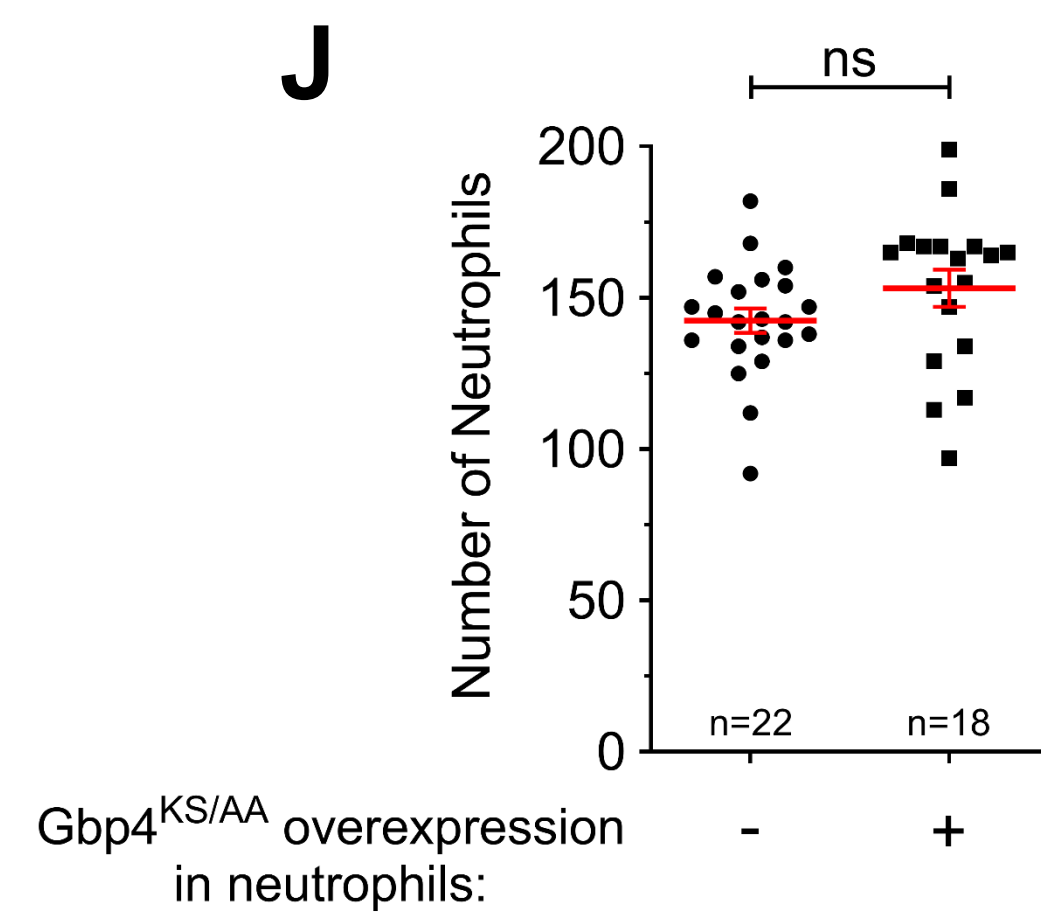 J
ns
Number of Neutrophils
200
150
100
50
0
n=22
n=18
Gbp4KS/AA overexpression
in neutrophils:
- +